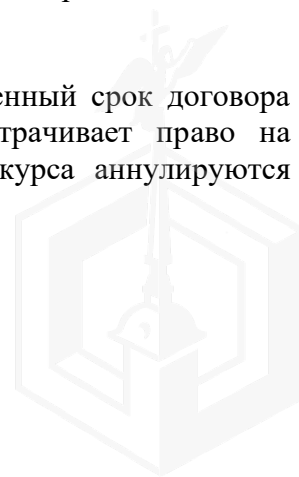 енный срок договора
трачивает право на
курса аннулируются